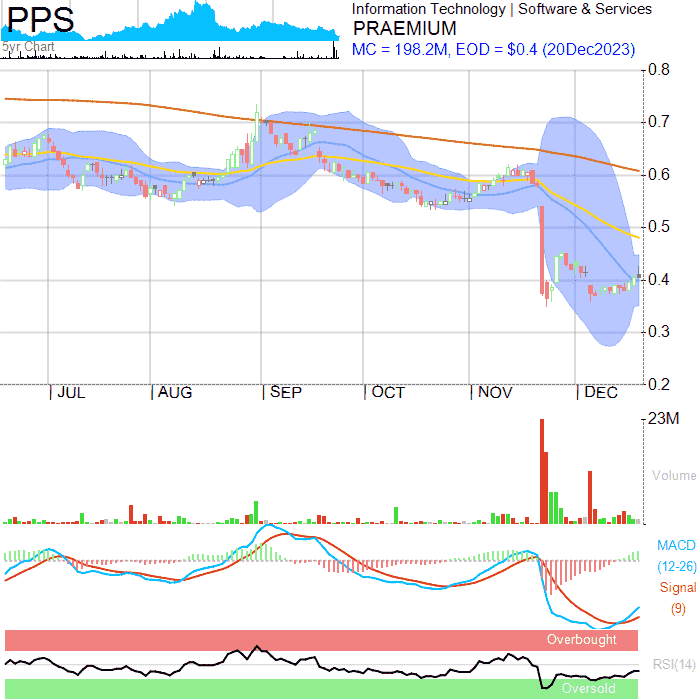 PPS
5yr Chart
Information Technology | Software & Services
PRAEMIUM
MC = 198.2M, EOD = $0.4 (20Dec2023)
0.8
0.7
0.6
0.5
0.4
0.3
0.2
JUL AUG SEP OCT NOV DEC
23M
Volume
MACD
(12-26)
Signal
(9)
Overbought
RSI(14)
Oversold